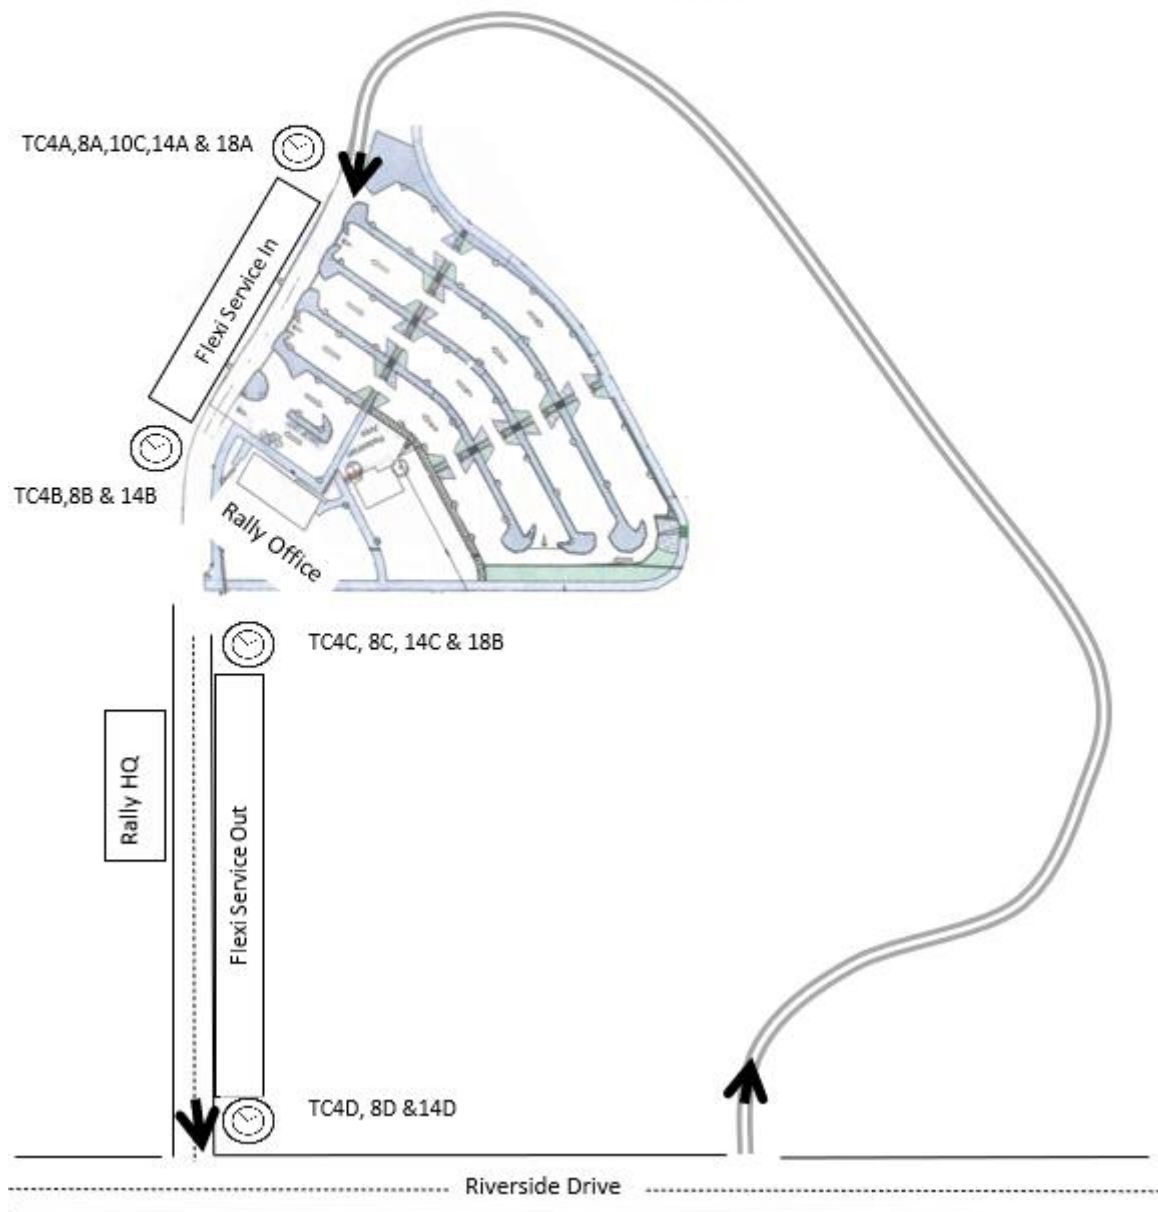 TC4A,8A,10C,14A & 18A
Flexi Service In
TC4B,8B & 14B
Rally Office
TC4C, 8C, 14C & 18B
Rally HQ
Flexi Service Out
TC4D, 8D &14D
Riverside Drive